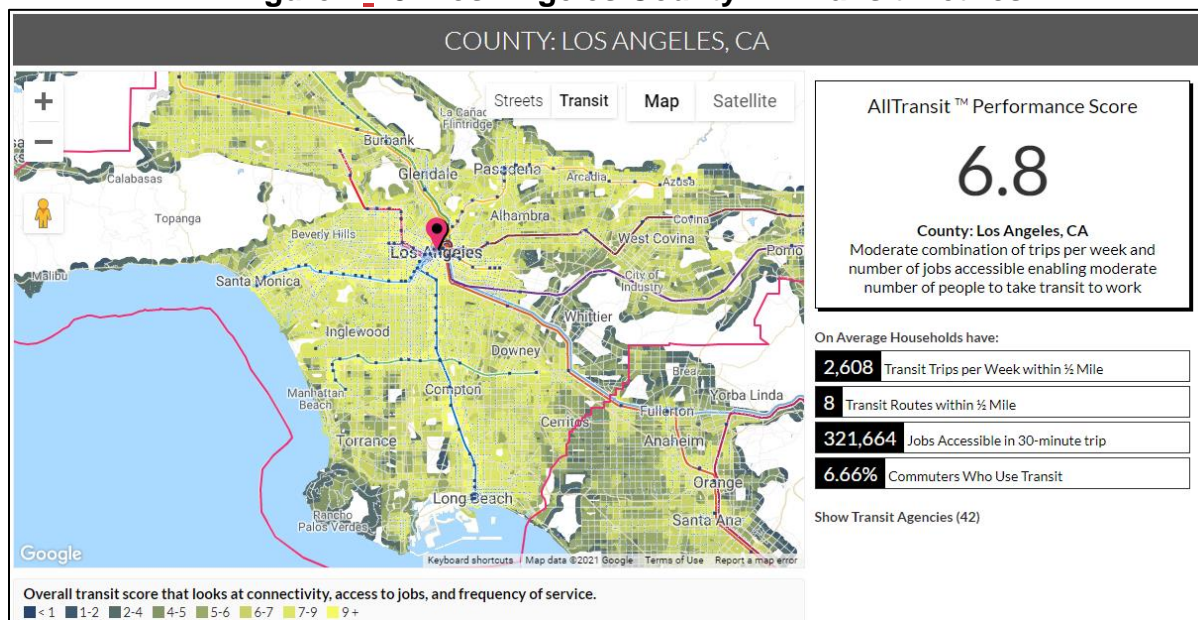 COUNTY: LOS ANGELES, CA
+
−
Streets Transit Map Satellite
La Cañac
Flintridge
Burbank
Calabasas
Glendale Pasadena
Arcadia
Azusa
Topanga
Alhambra
Covina
Beverly Hills
West Covina
Los Angeles
Pomo
Malibu
Santa Monica
City of
Industry
Whittier
Inglewood
Downey
Brea
Manhattan
Beach
Compton
Yorba Linda
Fullerton
Cerritos
Torrance
Anaheim
Orange
Long Beach
Rancho
Palos Verdes
Santa Ana
Google
Keyboard shortcuts Map data ©2021 Google Terms of Use Report a map error
Overall transit score that looks at connectivity, access to jobs, and frequency of service.
< 1 1-2 2-4 4-5 5-6 6-7 7-9 9 +
AllTransit ™ Performance Score
6.8
County: Los Angeles, CA
Moderate combination of trips per week and
number of jobs accessible enabling moderate
number of people to take transit to work
On Average Households have:
2,608 Transit Trips per Week within ½ Mile
8 Transit Routes within ½ Mile
321,664 Jobs Accessible in 30-minute trip
6.66% Commuters Who Use Transit
Show Transit Agencies (42)